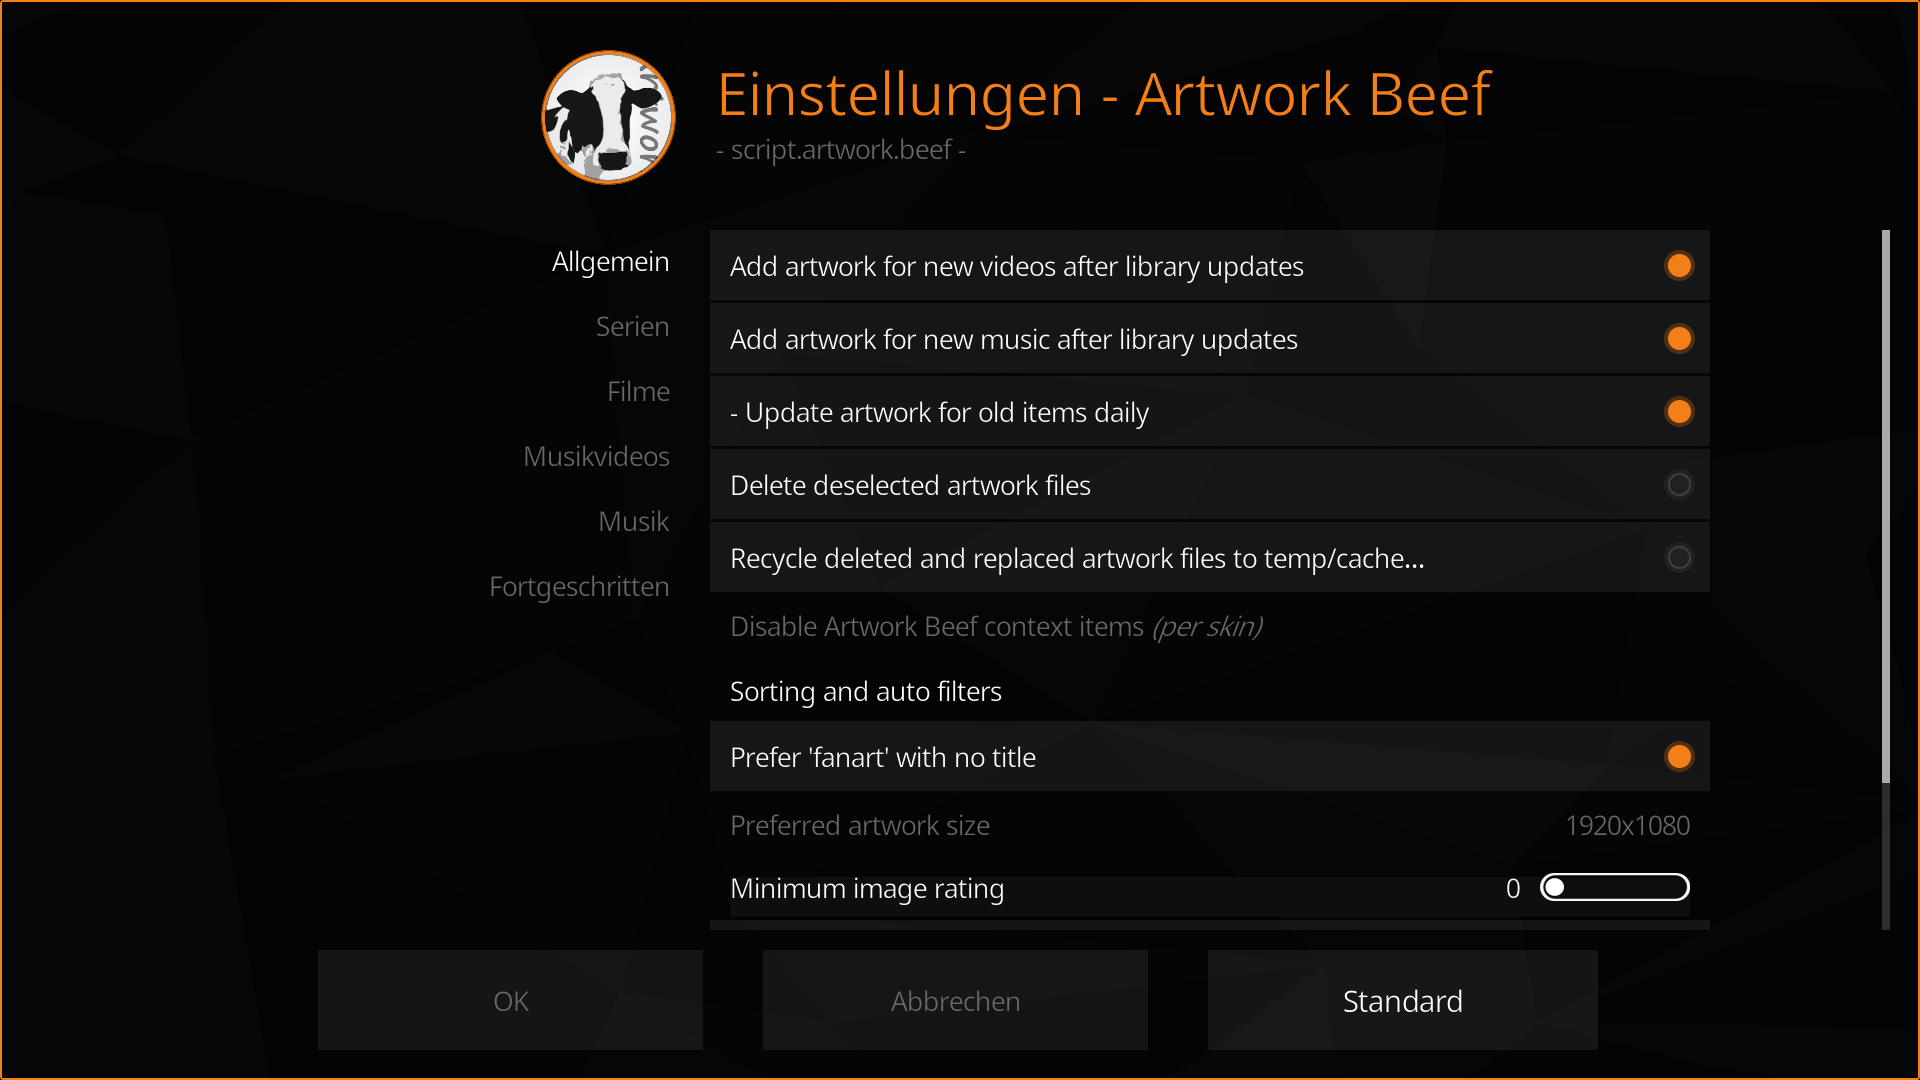 Einstellungen - Artwork Beef
- script.artwork.beef -
Allgemein
Serien
Filme
Musikvideos
Musik
Fortgeschritten
Add artwork for new videos after library updates
Add artwork for new music after library updates
- Update artwork for old items daily
Delete deselected artwork files
Recycle deleted and replaced artwork files to temp/cache...
Disable Artwork Beef context items (per skin)
Sorting and auto filters
Prefer 'fanart' with no title
Preferred artwork size 1920x1080
Minimum image rating 0
OK
Abbrechen
Standard